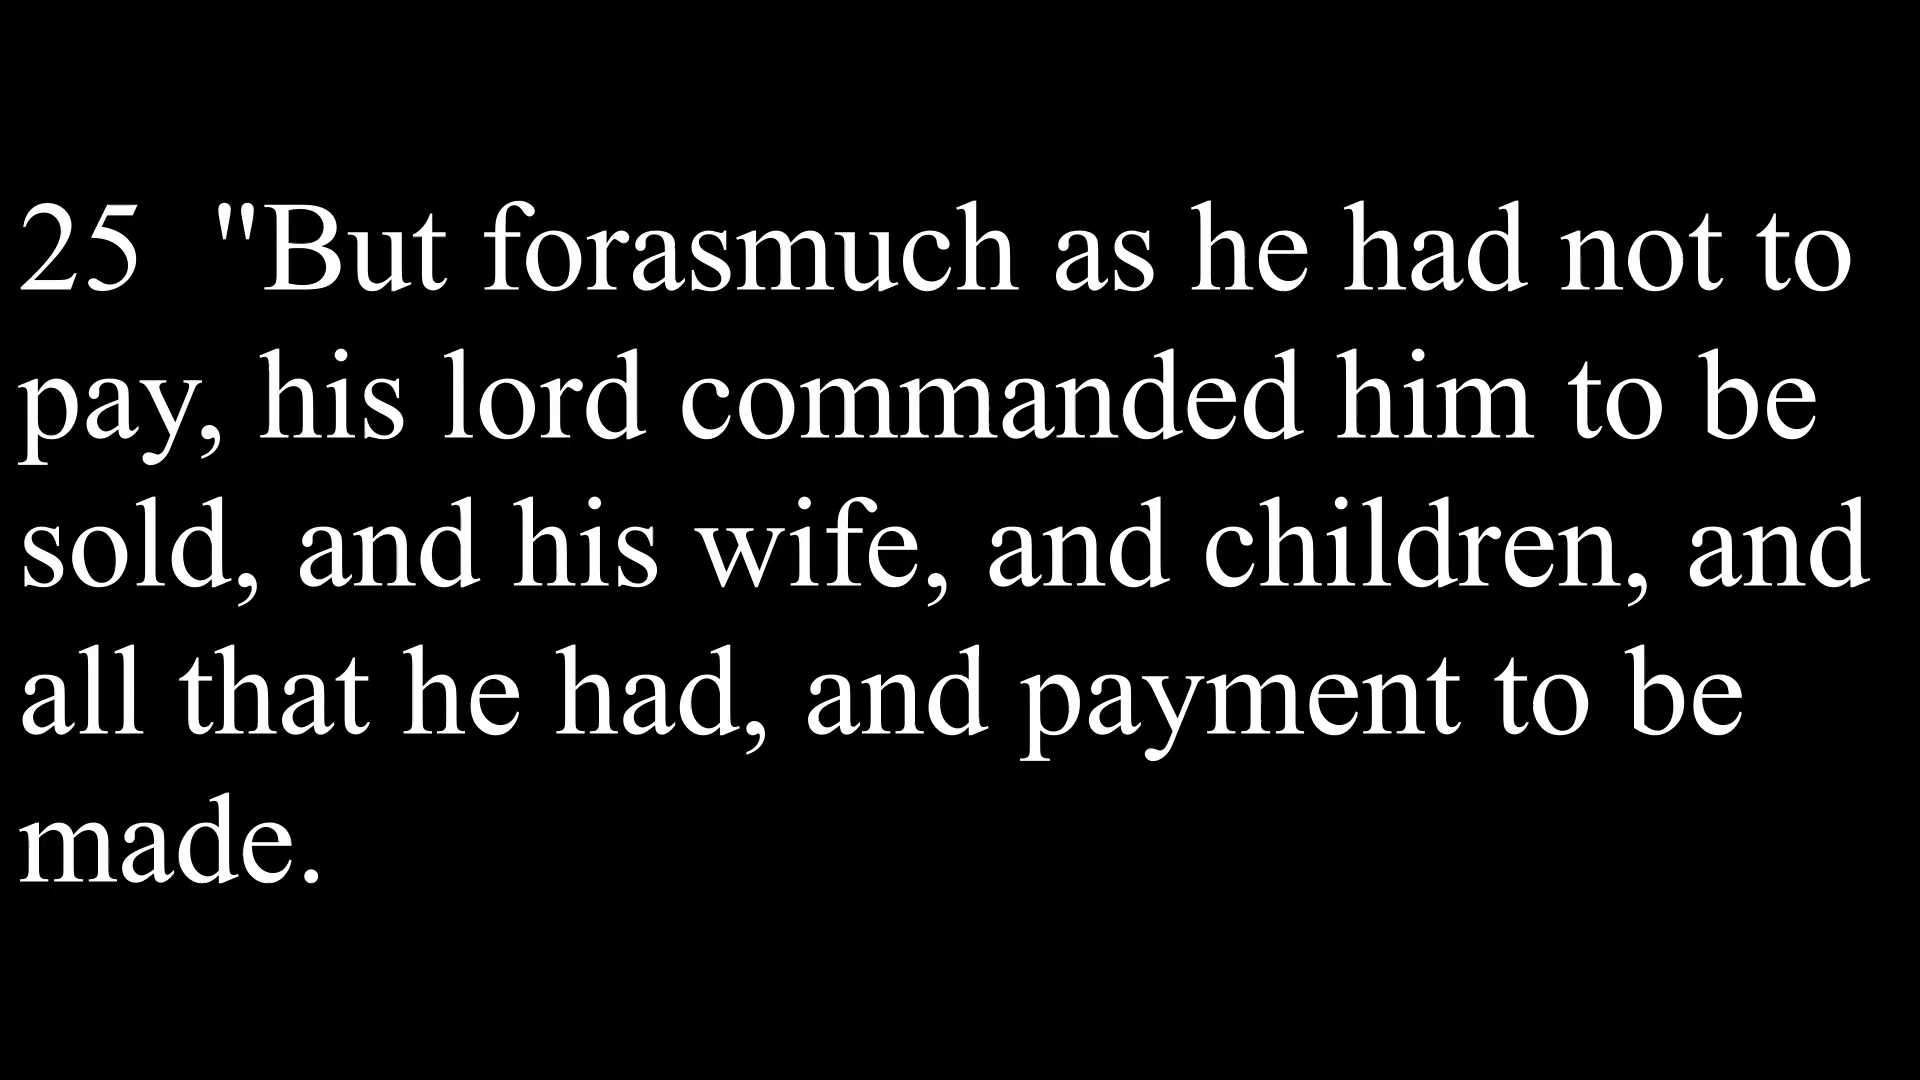 25  "But forasmuch as he had not to
pay, his lord commanded him to be
sold, and his wife, and children, and
all that he had, and payment to be
made.